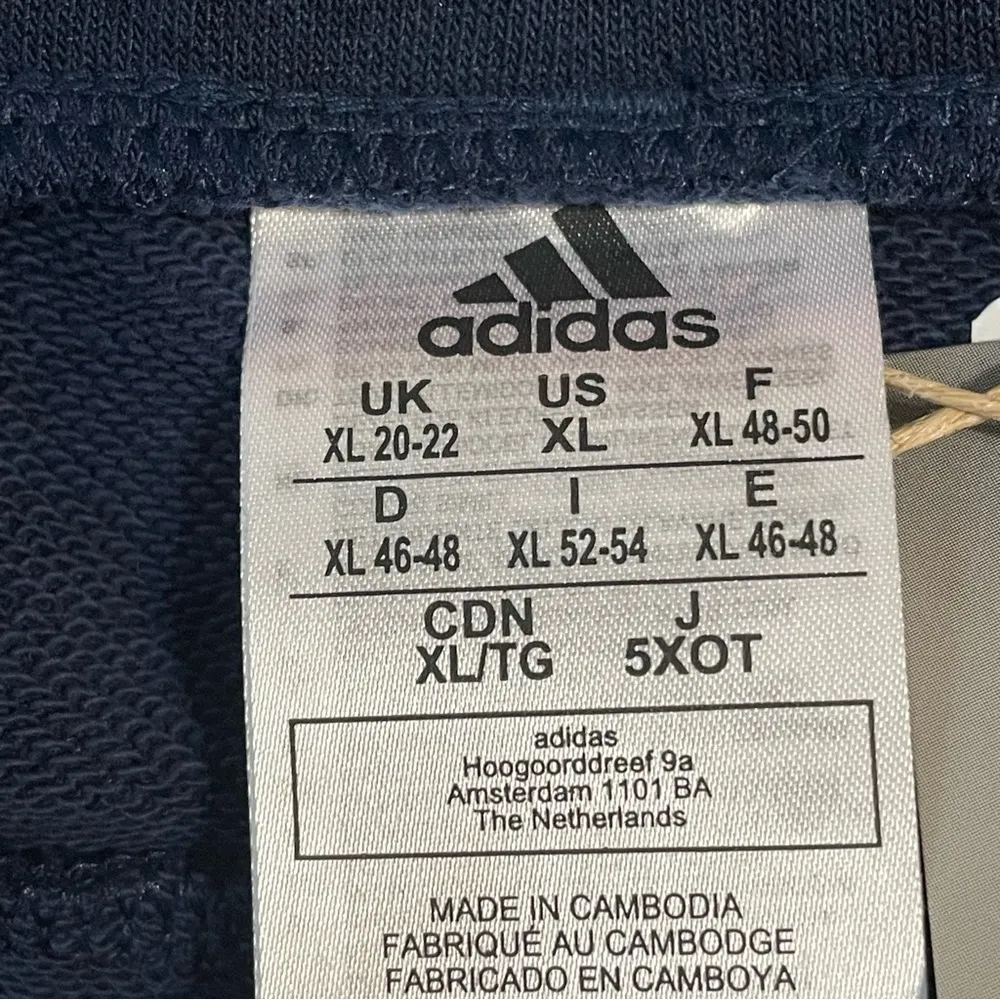 adidas
UK US F
XL 20-22 XL XL 48-50
D I E
XL 46-48 XL 52-54 XL 46-48
CDN J
XL/TG 5XOT
adidas
Hoogoorddreef 9a
Amsterdam 1101 BA
The Netherlands
MADE IN CAMBODIA
FABRIQUÉ AU CAMBODGE
FABRICADO EN CAMBOYA